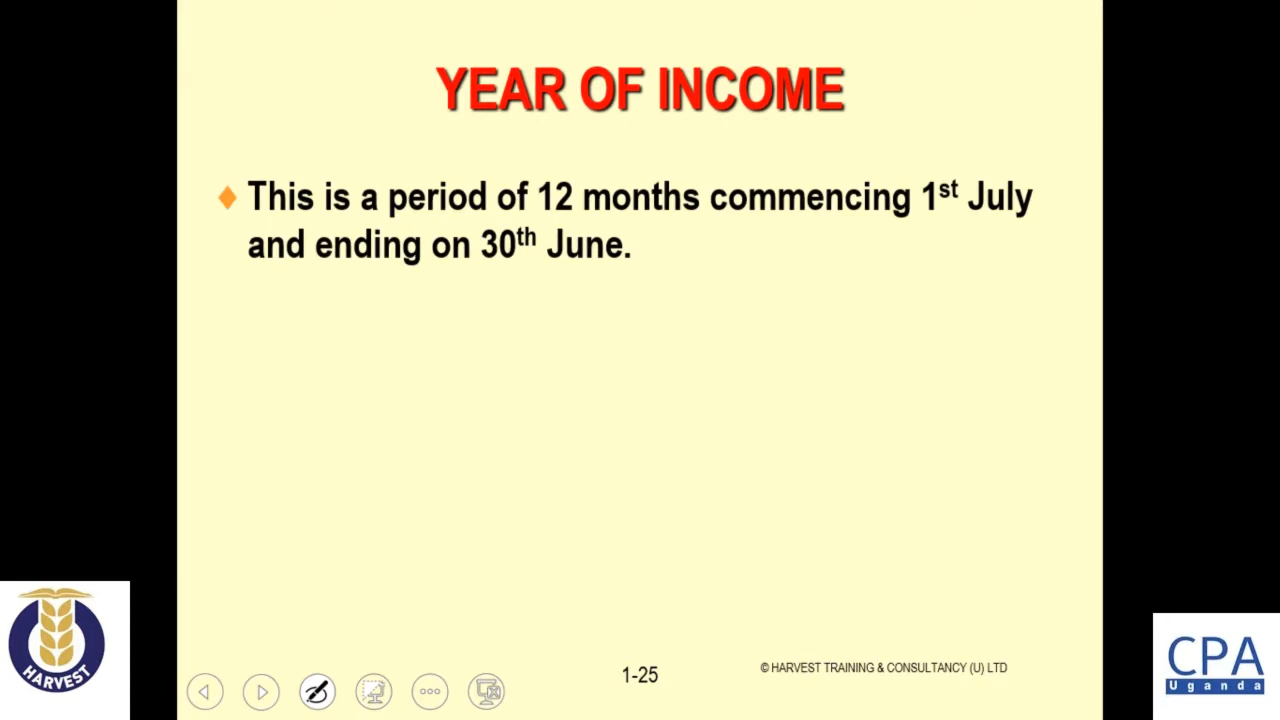 YEAR OF INCOME
♦ This is a period of 12 months commencing 1st July
and ending on 30th June.
HARVEST
1-25
© HARVEST TRAINING & CONSULTANCY (U) LTD
CPA
Uganda